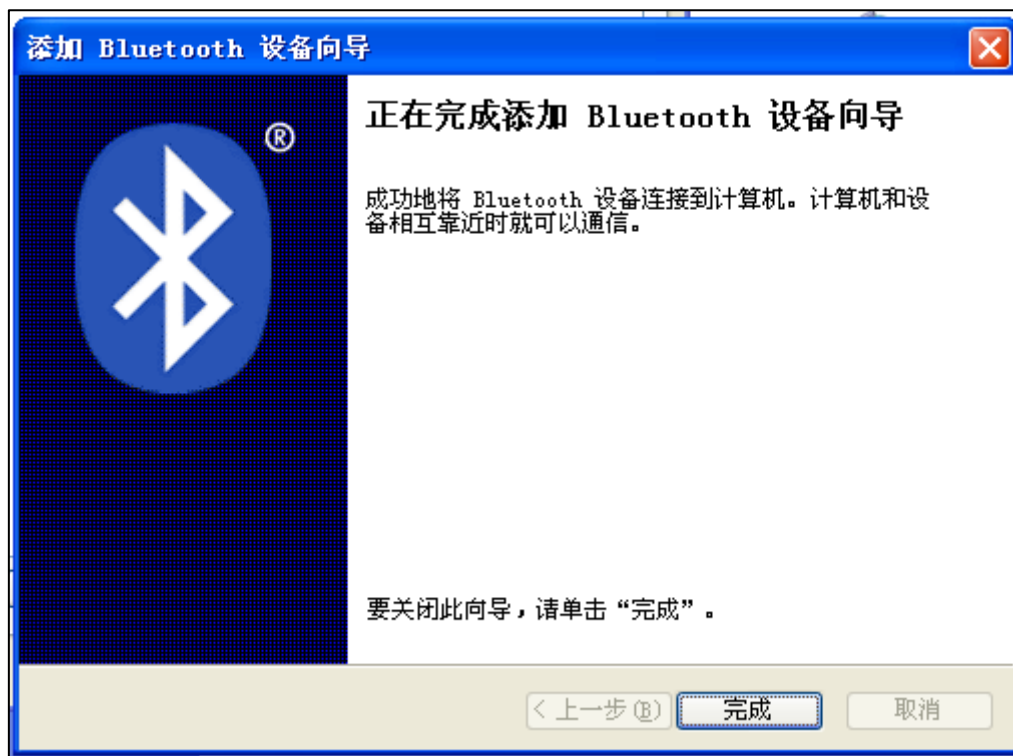 添加 Bluetooth 设备向导
®
正在完成添加 Bluetooth 设备向导
成功地将 Bluetooth 设备连接到计算机。计算机和设
备相互靠近时就可以通信。
要关闭此向导，请单击“完成”。
< 上一步(B) 完成 取消